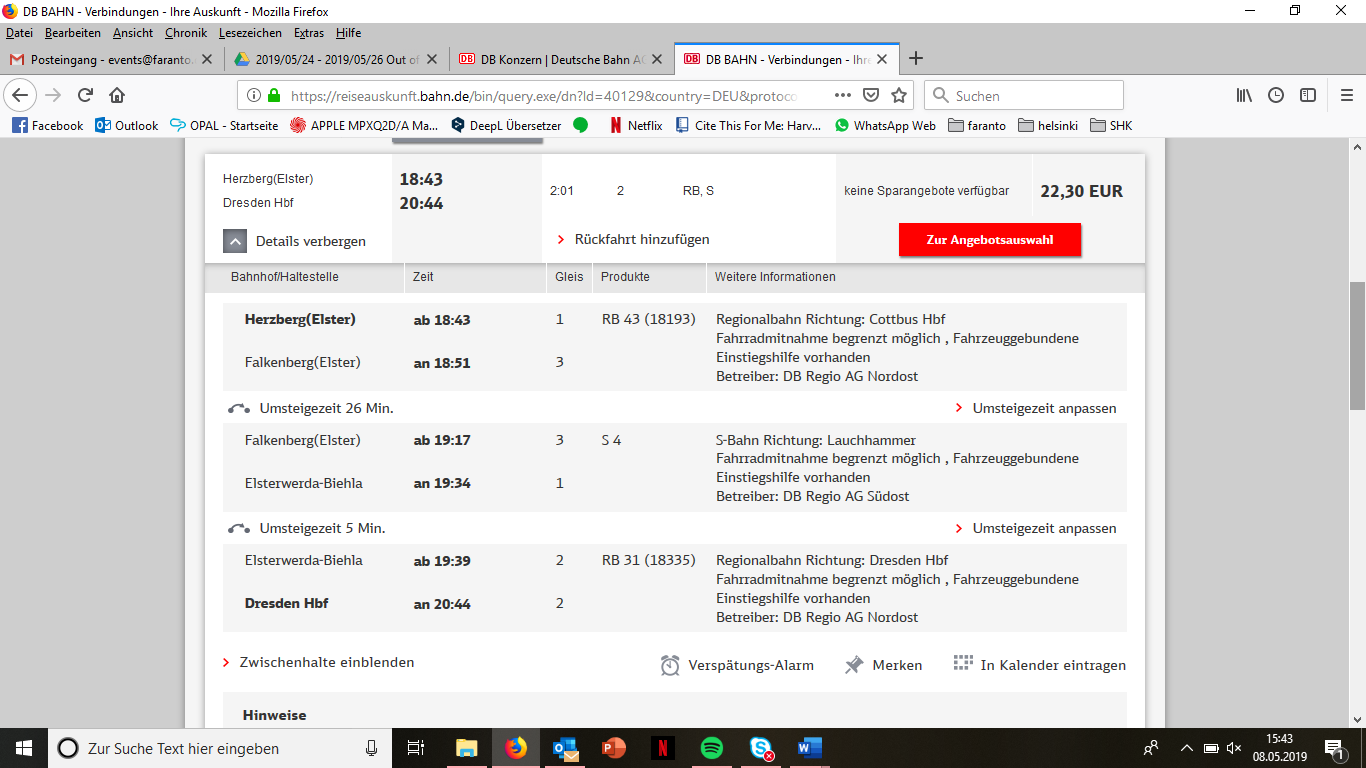 DB BAHN - Verbindungen - Ihre Auskunft - Mozilla Firefox
Datei Bearbeiten Ansicht Chronik Lesezeichen Extras Hilfe
Posteingang - events@faranto. 2019/05/24 - 2019/05/26 Out of DB DB Konzern | Deutsche Bahn AG DB DB BAHN - Verbindungen - Ihre
https://reiseauskunft.bahn.de/bin/query.exe/dn?ld=40129&country=DEU&protoco Suchen
Facebook Outlook OPAL - Startseite APPLE MPXQ2D/A Ma... DeepL Übersetzer Netflix Cite This For Me: Harv... WhatsApp Web faranto helsinki SHK
Herzberg(Elster) 18:43
2:01 2 RB, S keine Sparangebote verfügbar 22,30 EUR
Dresden Hbf 20:44
Details verbergen Rückfahrt hinzufügen Zur Angebotsauswahl
Bahnhof/Haltestelle Zeit Gleis Produkte Weitere Informationen
Herzberg(Elster) ab 18:43 1 RB 43 (18193) Regionalbahn Richtung: Cottbus Hbf
Fahrradmitnahme begrenzt möglich , Fahrzeuggebundene
Falkenberg(Elster) an 18:51 3 Einstiegshilfe vorhanden
Betreiber: DB Regio AG Nordost
Umsteigezeit 26 Min. Umsteigezeit anpassen
Falkenberg(Elster) ab 19:17 3 S 4 S-Bahn Richtung: Lauchhammer
Fahrradmitnahme begrenzt möglich , Fahrzeuggebundene
Elsterwerda-Biehla an 19:34 1 Einstiegshilfe vorhanden
Betreiber: DB Regio AG Südost
Umsteigezeit 5 Min. Umsteigezeit anpassen
Elsterwerda-Biehla ab 19:39 2 RB 31 (18335) Regionalbahn Richtung: Dresden Hbf
Fahrradmitnahme begrenzt möglich , Fahrzeuggebundene
Dresden Hbf an 20:44 2 Einstiegshilfe vorhanden
Betreiber: DB Regio AG Nordost
Zwischenhalte einblenden Verspätungs-Alarm Merken In Kalender eintragen
Hinweise
Zur Suche Text hier eingeben 15:43
08.05.2019 1